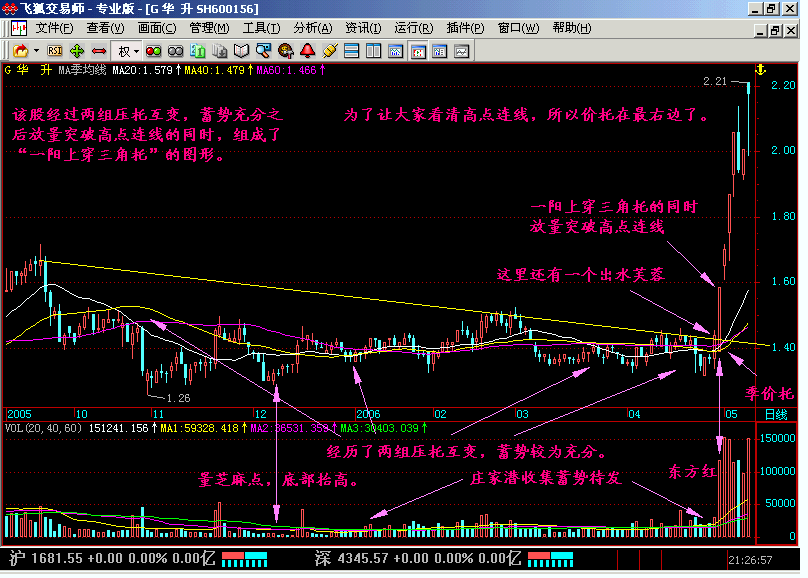 飞狐交易师 - 专业版 - [G 华 升 SH600156]
文件(F) 查看(V) 画面(C) 管理(M) 工具(T) 分析(A) 资讯(I) 运行(R) 插件(P) 窗口(W) 帮助(H)
RSI 权
G 华 升 MA季均线 MA20:1.579↑MA40:1.479↑MA60:1.466↑
2.21
2.20
该股经过两组压托互变，蓄势充分之
后放量突破高点连线的同时，组成了
“一阳上穿三角托”的图形。
为了让大家看清高点连线，所以价托在最右边了。
2.00
一阳上穿三角托的同时
放量突破高点连线
1.80
这里还有一个出水芙蓉
1.60
1.40
1.26
季价托
2005 10 11 12 2006 02 03 04 05 日线
VOL(20,40,60) 151241.156↑MA1:59328.418↑MA2:36531.359↑MA3:30403.039↑
150000
经历了两组压托互变，蓄势较为充分。
量芝麻点，底部抬高。
庄家潜收集蓄势待发
东方红
100000
50000
0
沪 1681.55 +0.00 0.00% 0.00亿 深 4345.57 +0.00 0.00% 0.00亿 21:26:57